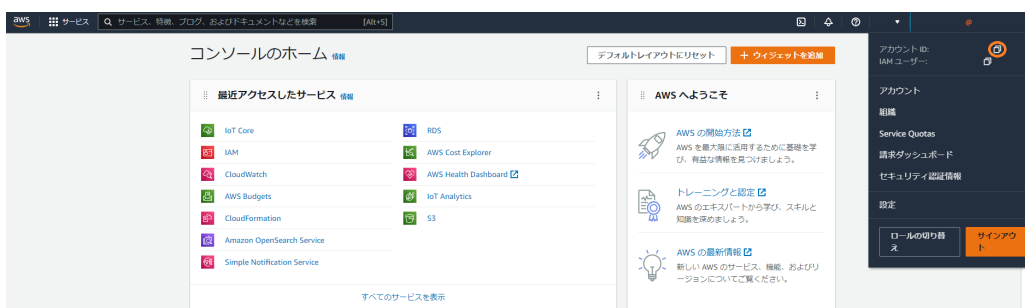 aws サービス サービス、特徴、ブログ、およびドキュメントなどを検索 [Alt+S] @
コンソールのホーム 情報
デフォルトレイアウトにリセット + ウィジェットを追加
最近アクセスしたサービス 情報
IoT Core
IAM
CloudWatch
AWS Budgets
CloudFormation
Amazon OpenSearch Service
Simple Notification Service
RDS
AWS Cost Explorer
AWS Health Dashboard
IoT Analytics
S3
すべてのサービスを表示
AWS へようこそ
AWS の開始方法
AWS を最大限に活用するために基礎を学
び、有益な情報を見つけましょう。
トレーニングと認定
AWS のエキスパートから学び、スキルと
知識を深めましょう。
AWS の最新情報
新しい AWS のサービス、機能、およびリ
ージョンについてご覧ください。
アカウント ID:
IAM ユーザー:
アカウント
組織
Service Quotas
請求ダッシュボード
セキュリティ認証情報
設定
ロールの切り替
え
サインアウ
ト